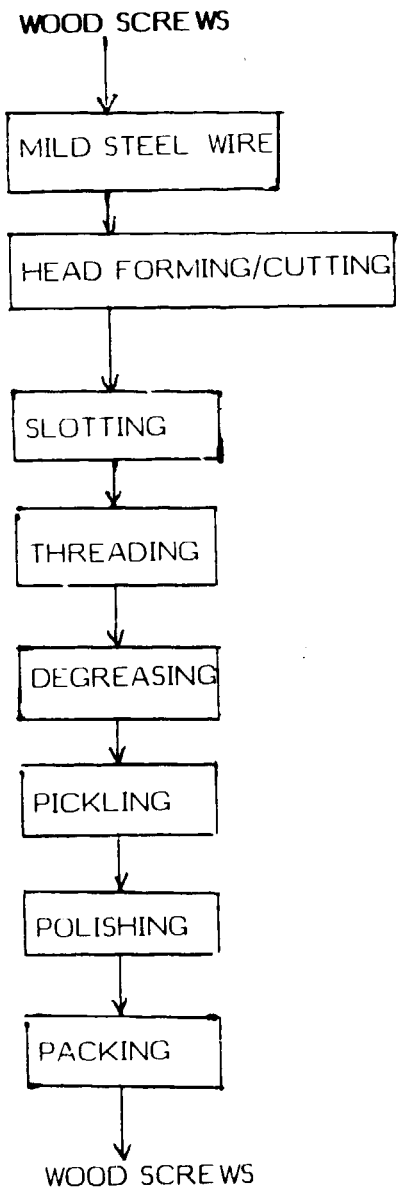 WOOD SCREWS
MILD STEEL WIRE
HEAD FORMING/CUTTING
SLOTTING
THREADING
DEGREASING
PICKLING
POLISHING
PACKING
WOOD SCREWS